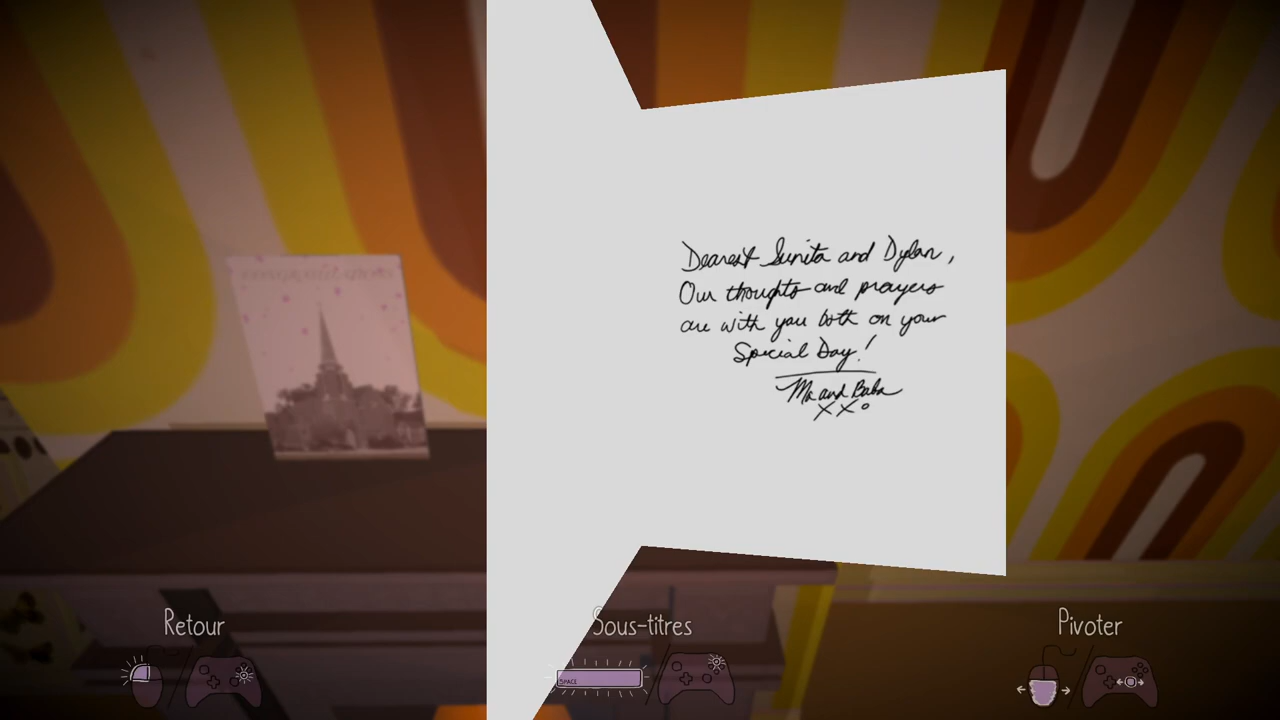 Dearest Sunita and Dylan,
Our thoughts and prayers
are with you both on your
Special Day!
Ma and Baba
XXo
Retour
Sous-titres
Pivoter
SPACE